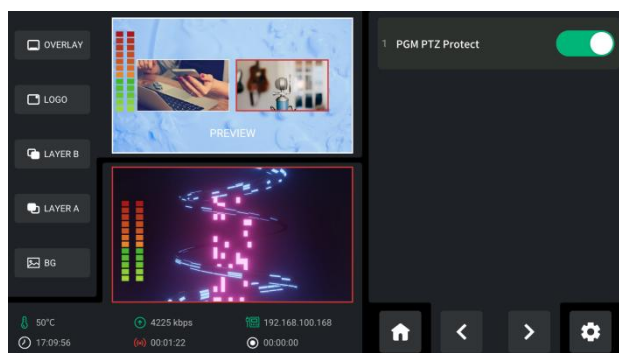 OVERLAY
LOGO
LAYER B
LAYER A
BG
PREVIEW
1 PGM PTZ Protect
50°C
4225 kbps
192.168.100.168
17:09:56
00:01:22
00:00:00